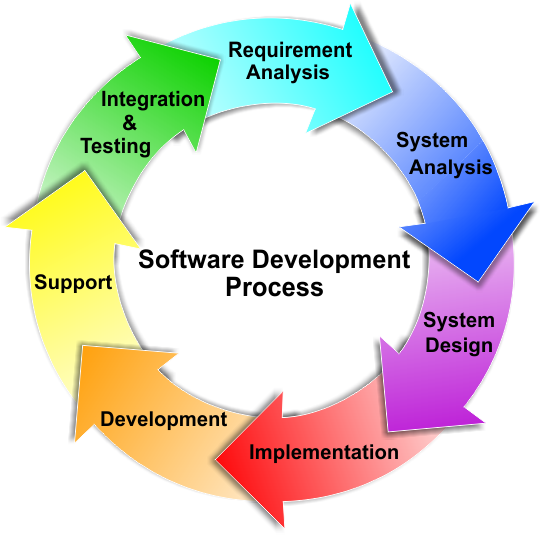 Requirement
Analysis
System
Analysis
System
Design
Implementation
Development
Support
Integration
&
Testing
Software Development
Process